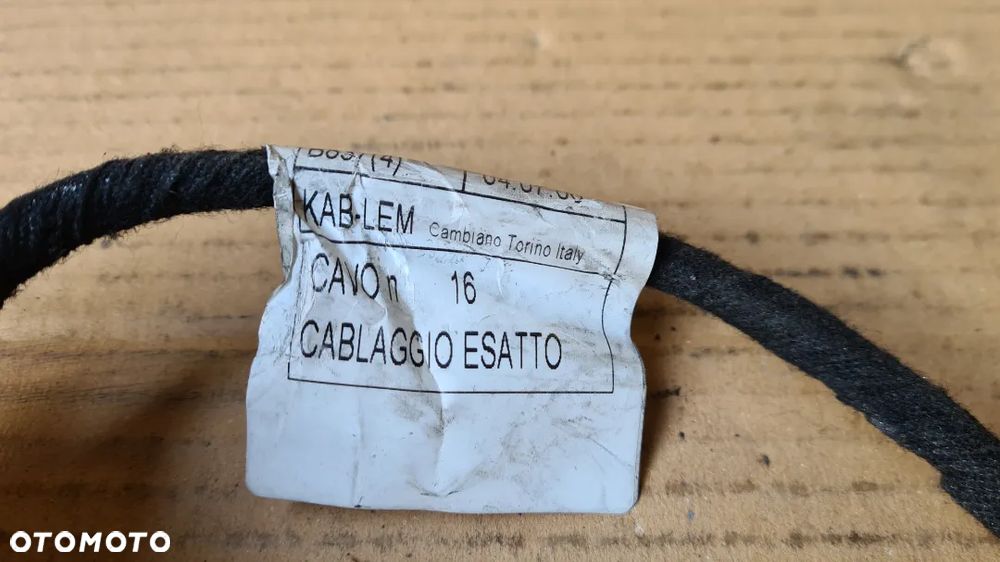 KAB-LEM Cambiano Torino Italy
CAVO n 16
CABLAGGIO ESATTO
OTOMOTO